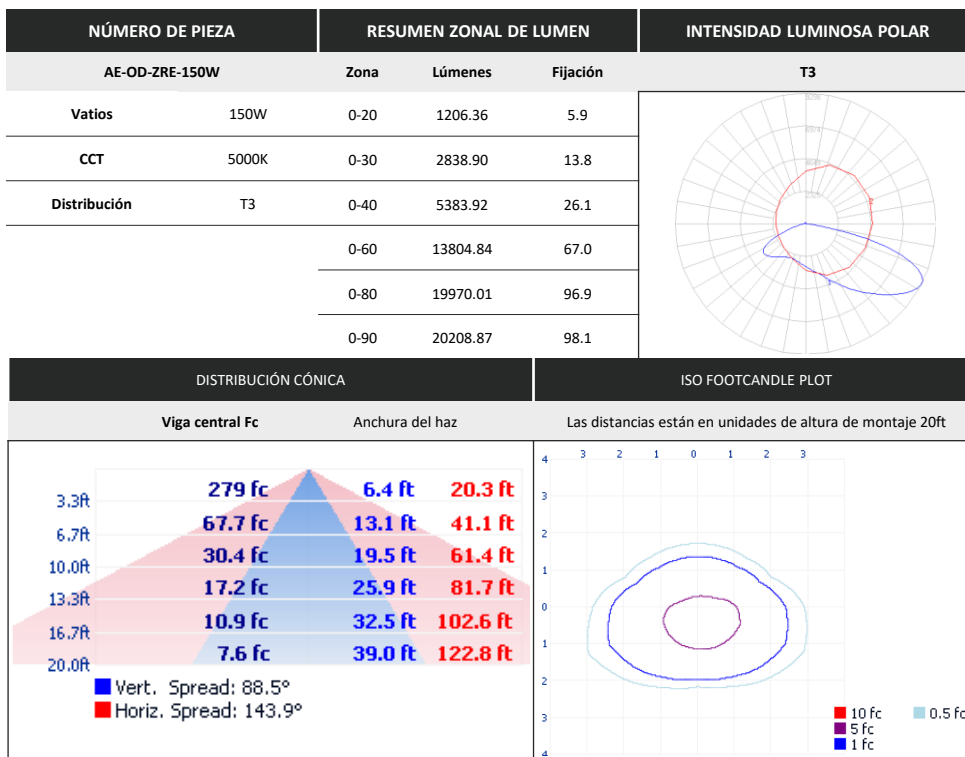 NÚMERO DE PIEZA
RESUMEN ZONAL DE LUMEN
INTENSIDAD LUMINOSA POLAR
AE-OD-ZRE-150W
Zona Lúmenes Fijación
T3
Vatios 150W
0-20 1206.36 5.9
CCT 5000K
0-30 2838.90 13.8
Distribución T3
0-40 5383.92 26.1
0-60 13804.84 67.0
0-80 19970.01 96.9
0-90 20208.87 98.1
DISTRIBUCIÓN CÓNICA
ISO FOOTCANDLE PLOT
Viga central Fc Anchura del haz
Las distancias están en unidades de altura de montaje 20ft
3.3ft 279 fc 6.4 ft 20.3 ft
6.7ft 67.7 fc 13.1 ft 41.1 ft
10.0ft 30.4 fc 19.5 ft 61.4 ft
13.3ft 17.2 fc 25.9 ft 81.7 ft
16.7ft 10.9 fc 32.5 ft 102.6 ft
20.0ft 7.6 fc 39.0 ft 122.8 ft
Vert. Spread: 88.5°
Horiz. Spread: 143.9°
3 2 1 0 1 2 3
4
3
2
1
0
1
2
3
4
10 fc 0.5 fc
5 fc
1 fc